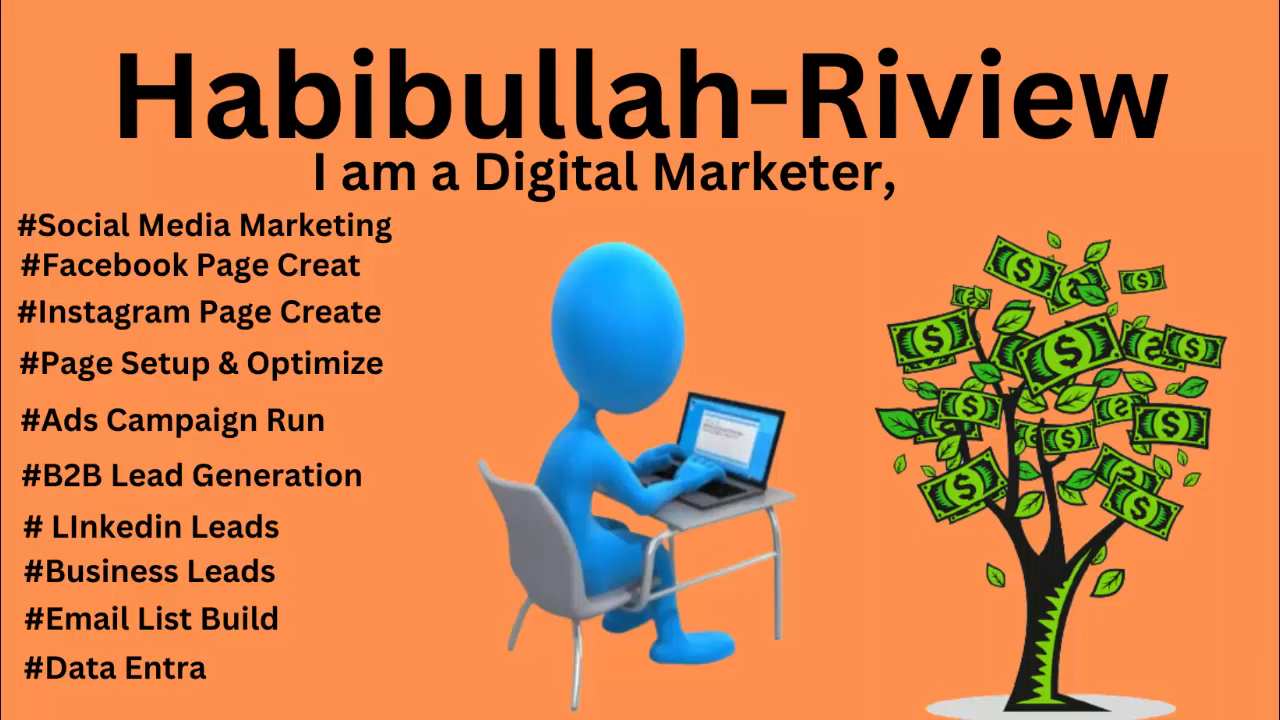 Habibullah-Riview
I am a Digital Marketer,
#Social Media Marketing
#Facebook Page Creat
#Instagram Page Create
#Page Setup & Optimize
#Ads Campaign Run
#B2B Lead Generation
# LInkedin Leads
#Business Leads
#Email List Build
#Data Entra